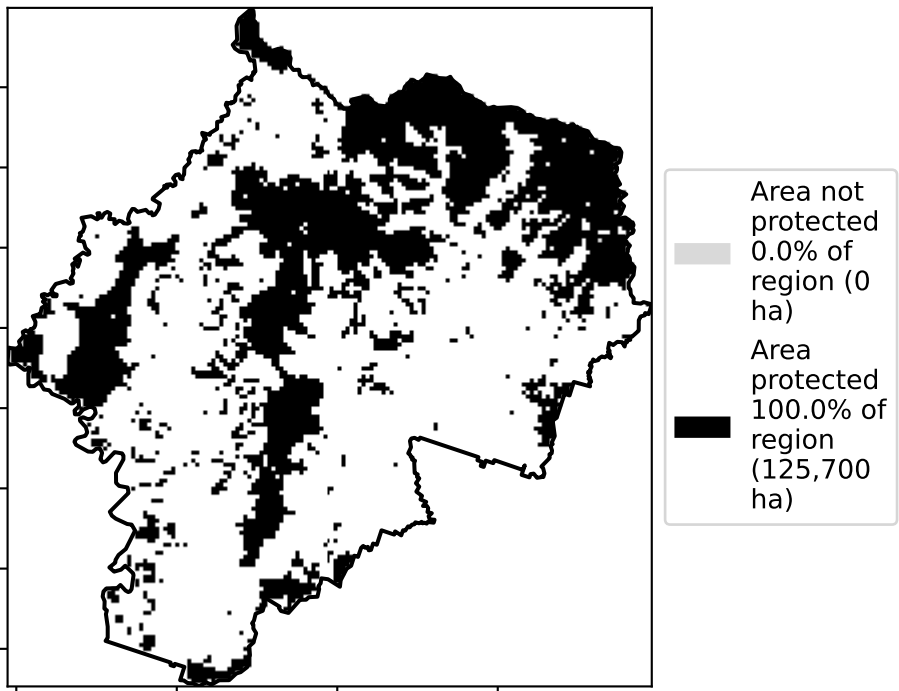 Area not
protected
0.0% of
region (0
ha)
Area
protected
100.0% of
region
(125,700
ha)